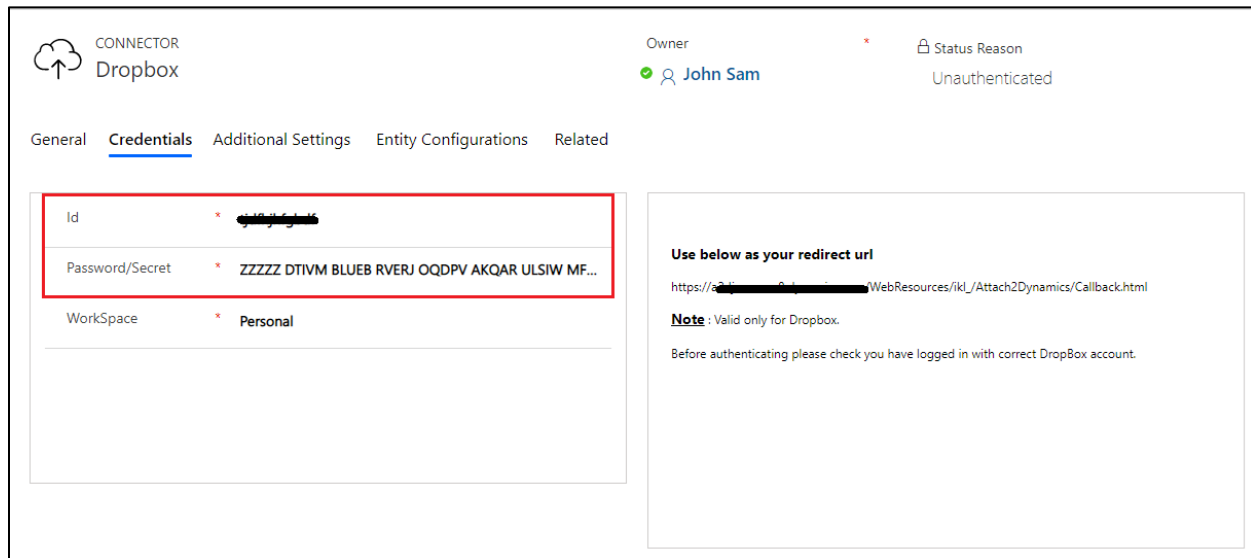 CONNECTOR
Dropbox
Owner *
John Sam
Status Reason
Unauthenticated
General Credentials Additional Settings Entity Configurations Related
Id *
Password/Secret * ZZZZZ DTIVM BLUEB RVERJ OQDPV AKQAR ULSIW MF...
WorkSpace * Personal
Use below as your redirect url
https://a /WebResources/ikl_/Attach2Dynamics/Callback.html
Note : Valid only for Dropbox.
Before authenticating please check you have logged in with correct DropBox account.